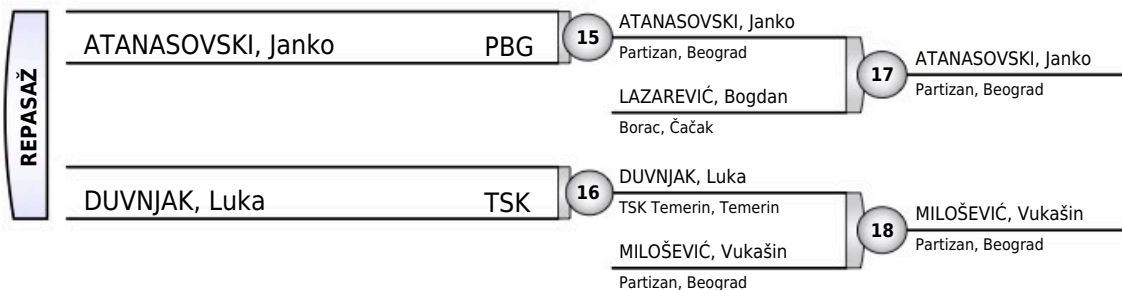 REPASAŽ
ATANASOVSKI, Janko PBG
15
ATANASOVSKI, Janko
Partizan, Beograd
LAZAREVIĆ, Bogdan
Borac, Čačak
17
ATANASOVSKI, Janko
Partizan, Beograd
DUVNJAK, Luka TSK
16
DUVNJAK, Luka
TSK Temerin, Temerin
MILOŠEVIĆ, Vukašin
Partizan, Beograd
18
MILOŠEVIĆ, Vukašin
Partizan, Beograd